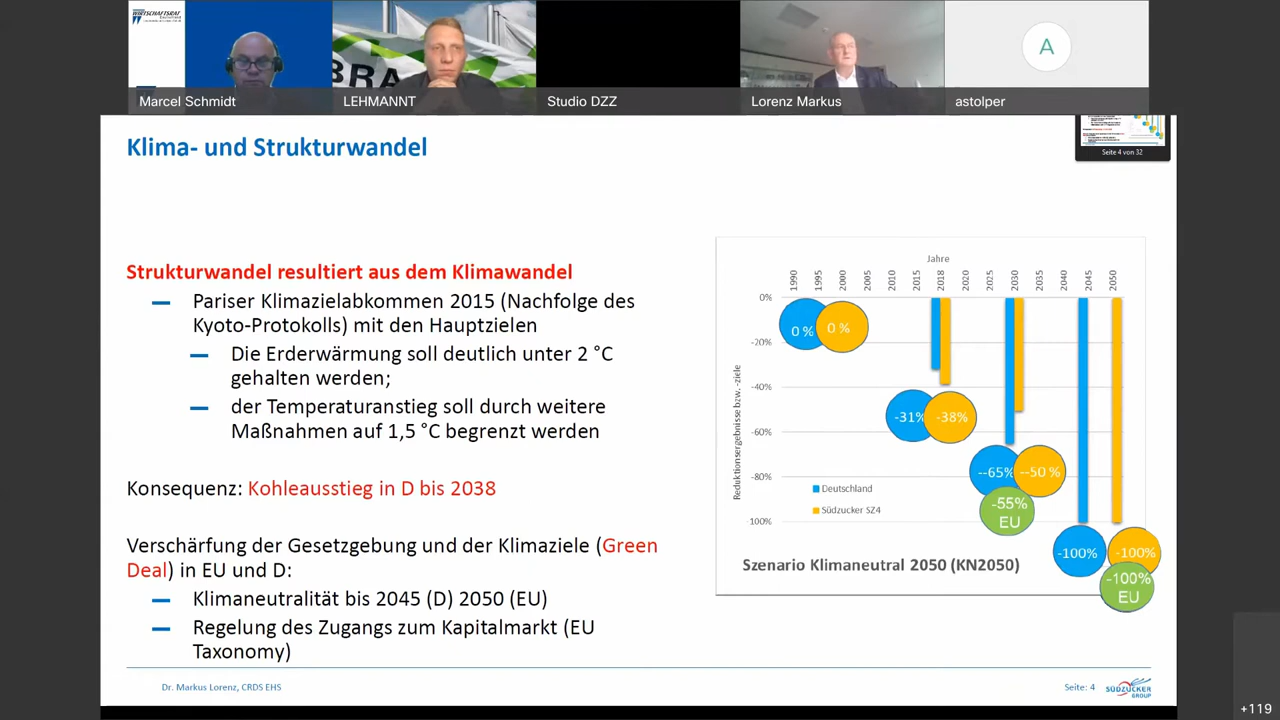 WIRTSCHAFTSRAT
Deutschland
BRA
A
Marcel Schmidt
LEHMANNT
Studio DZZ
Lorenz Markus
astolper
Klima- und Strukturwandel
Seite 4 von 32
Strukturwandel resultiert aus dem Klimawandel
— Pariser Klimazielabkommen 2015 (Nachfolge des
Kyoto-Protokolls) mit den Hauptzielen
— Die Erderwärmung soll deutlich unter 2 °C
gehalten werden;
— der Temperaturanstieg soll durch weitere
Maßnahmen auf 1,5 °C begrenzt werden
Konsequenz: Kohleausstieg in D bis 2038
Verschärfung der Gesetzgebung und der Klimaziele (Green
Deal) in EU und D:
— Klimaneutralität bis 2045 (D) 2050 (EU)
— Regelung des Zugangs zum Kapitalmarkt (EU
Taxonomy)
Jahre
1990 1995 2000 2005 2010 2015 2018 2020 2025 2030 2035 2040 2045 2050
Reduktionsergebnisse bzw. -ziele
0%
-20%
-40%
-60%
-80%
-100%
0 % 0 %
-31% -38%
--65% --50 %
-55%
EU
-100% -100%
-100%
EU
Deutschland
Südzucker SZ4
Szenario Klimaneutral 2050 (KN2050)
Dr. Markus Lorenz, CRDS EHS
Seite: 4
SÜDZUCKER
GROUP
+119